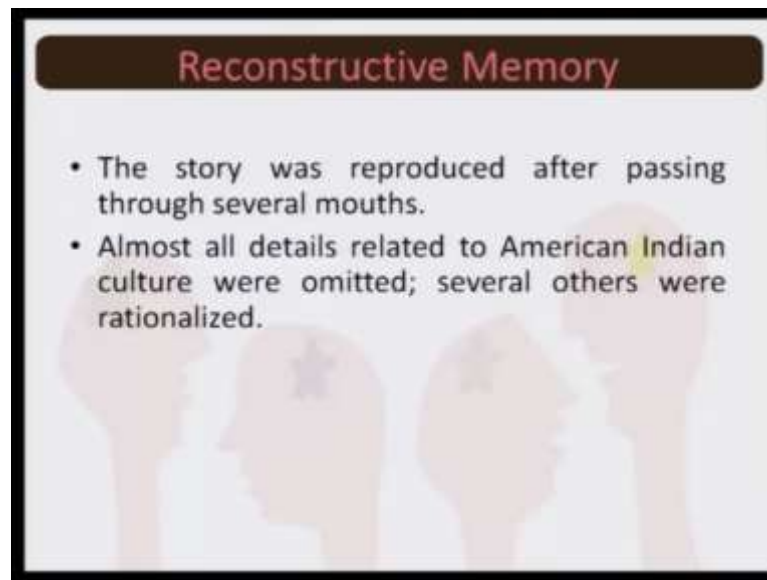 Reconstructive Memory
• The story was reproduced after passing
through several mouths.
• Almost all details related to American Indian
culture were omitted; several others were
rationalized.